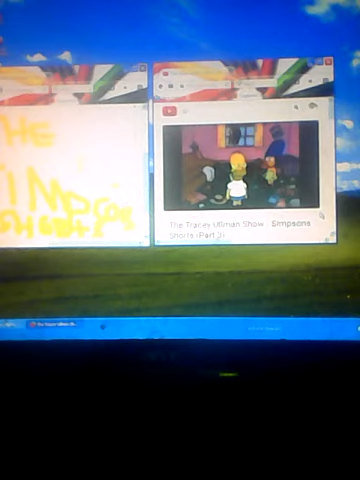 THE
SIMPSONS
SHORTS
The Tracey Ullman Show : Simpsons
Shorts (Part 3)